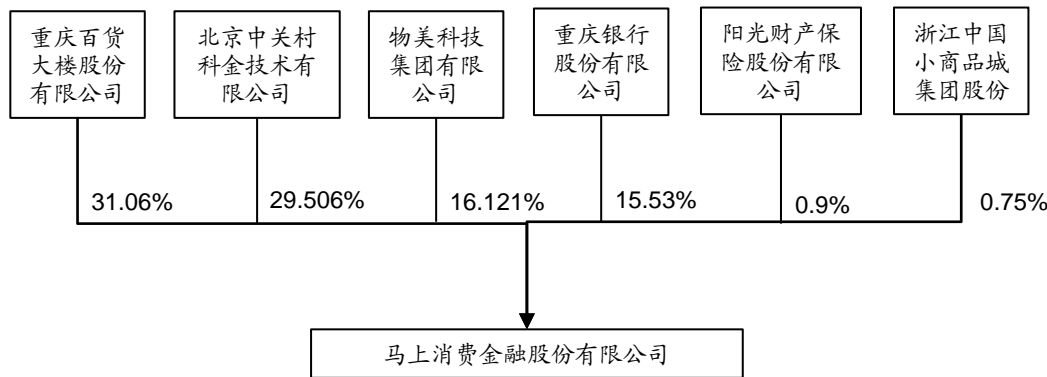 重庆百货
大楼股份
有限公司
北京中关村
科金技术有
限公司
物美科技
集团有限
公司
重庆银行
股份有限
公司
阳光财产保
险股份有限
公司
浙江中国
小商品城
集团股份
31.06%
29.506%
16.121%
15.53%
0.9%
0.75%
马上消费金融股份有限公司